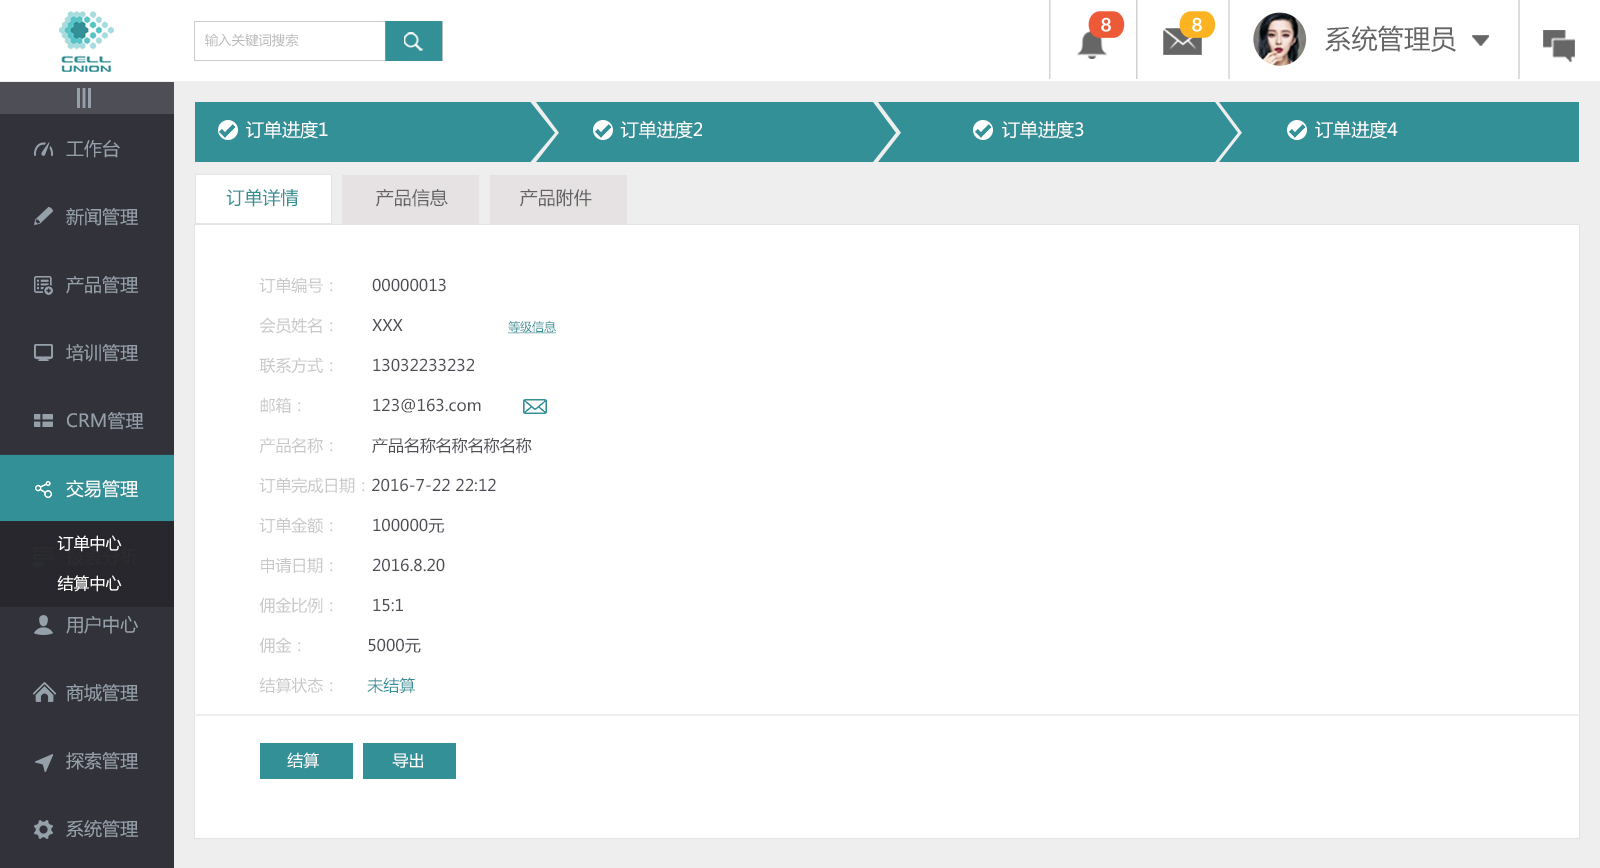 CELL
UNION
输入关键词搜索
8
8
系统管理员
工作台
新闻管理
产品管理
培训管理
CRM管理
交易管理
订单中心
结算中心
用户中心
商城管理
探索管理
系统管理
订单进度1
订单进度2
订单进度3
订单进度4
订单详情
产品信息
产品附件
订单编号： 00000013
会员姓名： XXX 等级信息
联系方式： 13032233232
邮箱： 123@163.com
产品名称： 产品名称名称名称名称
订单完成日期：2016-7-22 22:12
订单金额： 100000元
申请日期： 2016.8.20
佣金比例： 15:1
佣金： 5000元
结算状态： 未结算
结算
导出